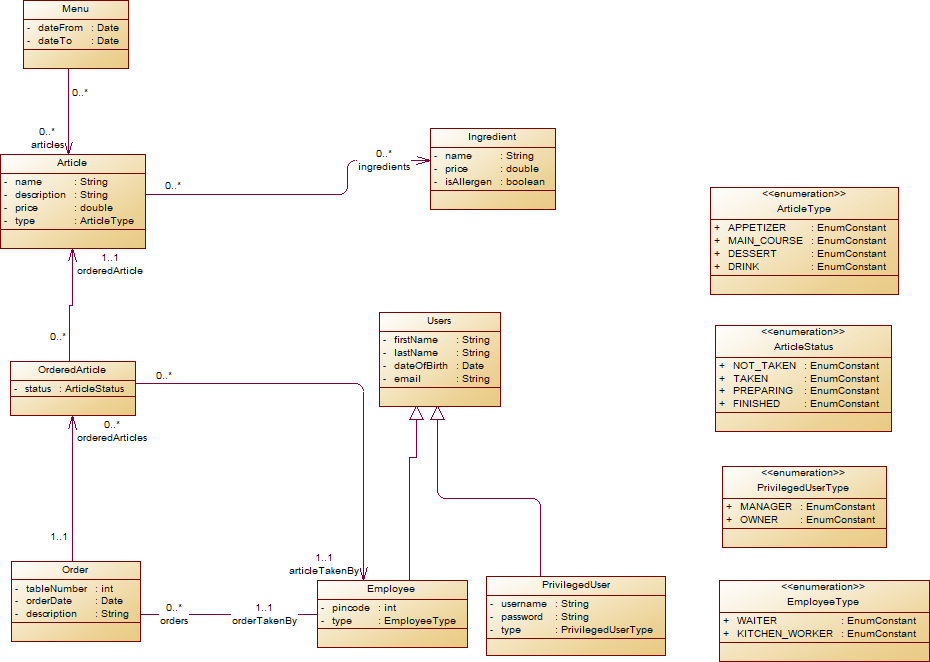 Menu
- dateFrom : Date
- dateTo : Date
0..*
0..*
articles
Article
- name : String
- description : String
- price : double
- type : ArticleType
0..*
0..*
ingredients
Ingredient
- name : String
- price : double
- isAllergen : boolean
1..1
orderedArticle
0..*
OrderedArticle
- status : ArticleStatus
0..*
0..*
orderedArticles
1..1
Order
- tableNumber : int
- orderDate : Date
- description : String
0..*
orders
1..1
orderTakenBy
1..1
articleTakenBy
Users
- firstName : String
- lastName : String
- dateOfBirth : Date
- email : String
Employee
- pincode : int
- type : EmployeeType
PrivilegedUser
- username : String
- password : String
- type : PrivilegedUserType
<<enumeration>>
ArticleType
+ APPETIZER : EnumConstant
+ MAIN_COURSE : EnumConstant
+ DESSERT : EnumConstant
+ DRINK : EnumConstant
<<enumeration>>
ArticleStatus
+ NOT_TAKEN : EnumConstant
+ TAKEN : EnumConstant
+ PREPARING : EnumConstant
+ FINISHED : EnumConstant
<<enumeration>>
PrivilegedUserType
+ MANAGER : EnumConstant
+ OWNER : EnumConstant
<<enumeration>>
EmployeeType
+ WAITER : EnumConstant
+ KITCHEN_WORKER : EnumConstant